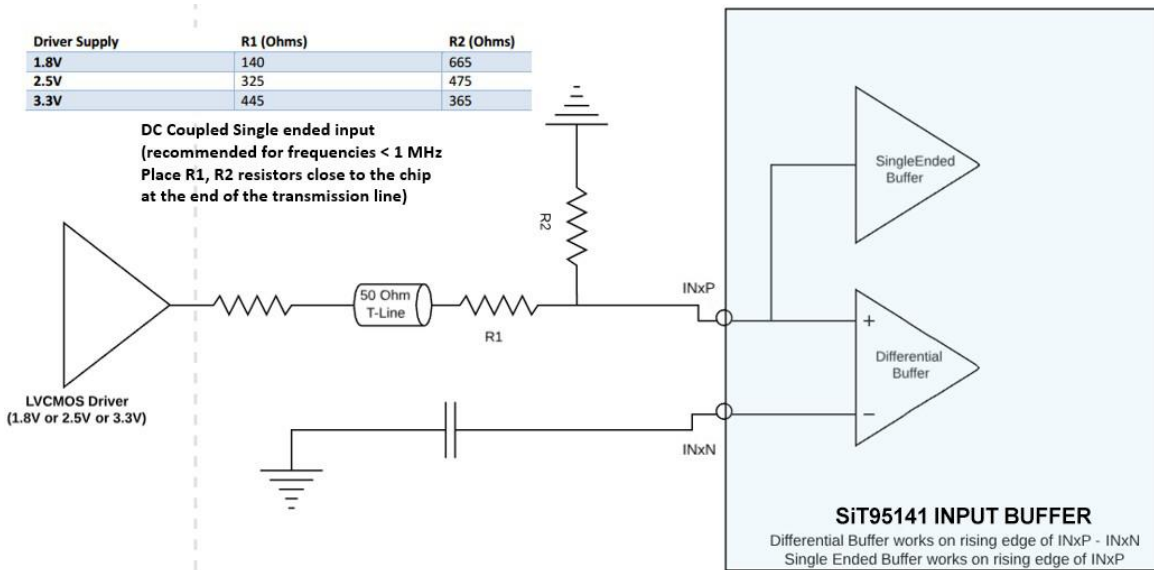 Driver Supply R1 (Ohms) R2 (Ohms)
1.8V 140 665
2.5V 325 475
3.3V 445 365
DC Coupled Single ended input
(recommended for frequencies < 1 MHz
Place R1, R2 resistors close to the chip
at the end of the transmission line)
SingleEnded
Buffer
R2
INxP
50 Ohm
T-Line
R1
+
Differential
Buffer
−
LVCMOS Driver
(1.8V or 2.5V or 3.3V)
INxN
SiT95141 INPUT BUFFER
Differential Buffer works on rising edge of INxP - INxN
Single Ended Buffer works on rising edge of INxP